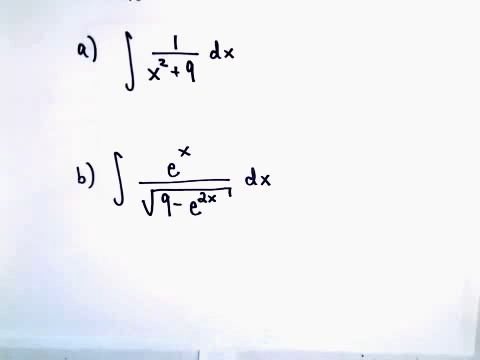 a) ∫ 1/(x² + 9) dx
b) ∫ eˣ/√(9 - e²ˣ) dx